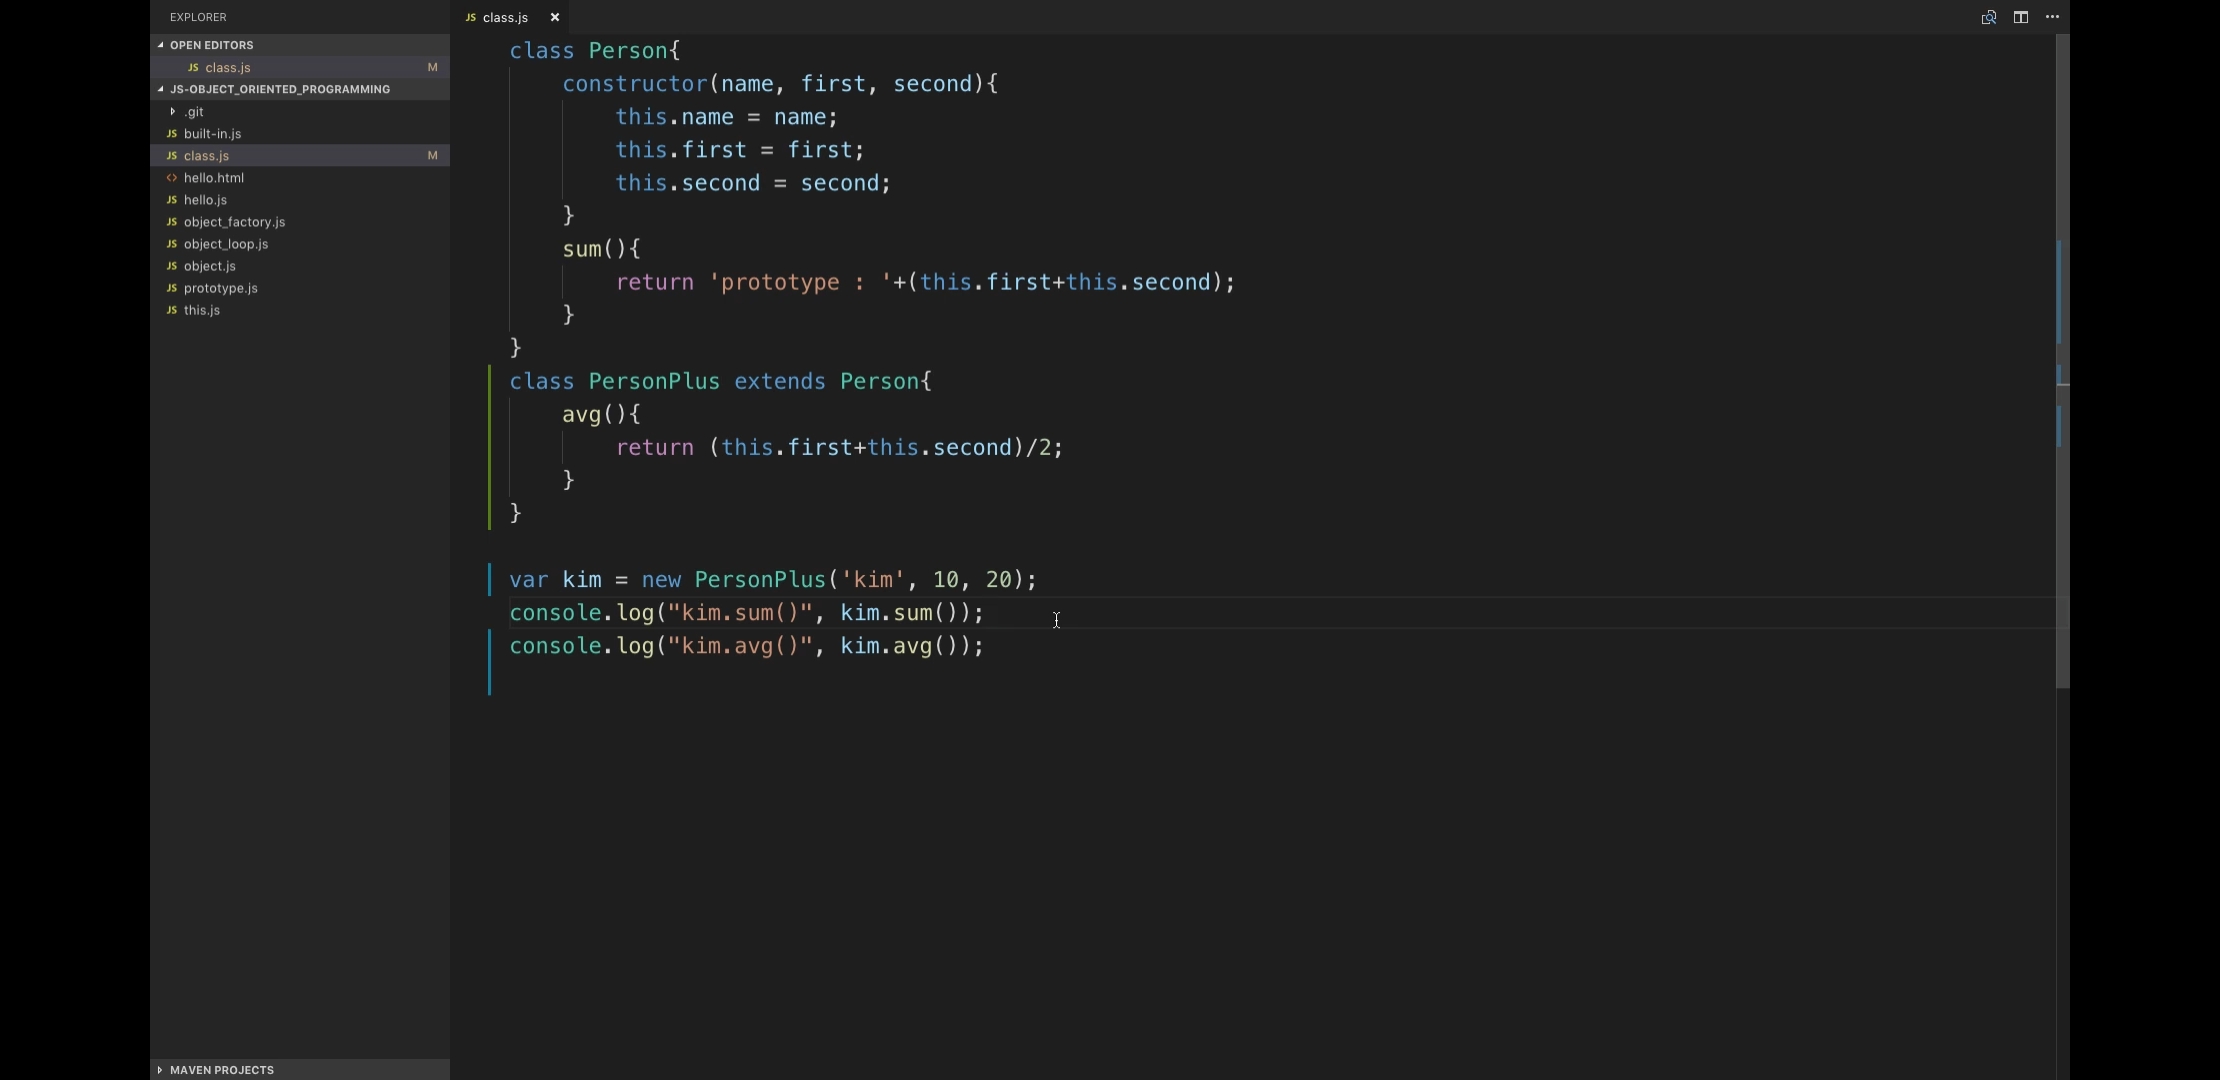 EXPLORER
OPEN EDITORS
JS class.js M
JS-OBJECT_ORIENTED_PROGRAMMING
.git
JS built-in.js
JS class.js M
<> hello.html
JS hello.js
JS object_factory.js
JS object_loop.js
JS object.js
JS prototype.js
JS this.js
MAVEN PROJECTS
JS class.js ×
class Person{
    constructor(name, first, second){
        this.name = name;
        this.first = first;
        this.second = second;
    }
    sum(){
        return 'prototype : '+(this.first+this.second);
    }
}
class PersonPlus extends Person{
    avg(){
        return (this.first+this.second)/2;
    }
}
var kim = new PersonPlus('kim', 10, 20);
console.log("kim.sum()", kim.sum());
console.log("kim.avg()", kim.avg());